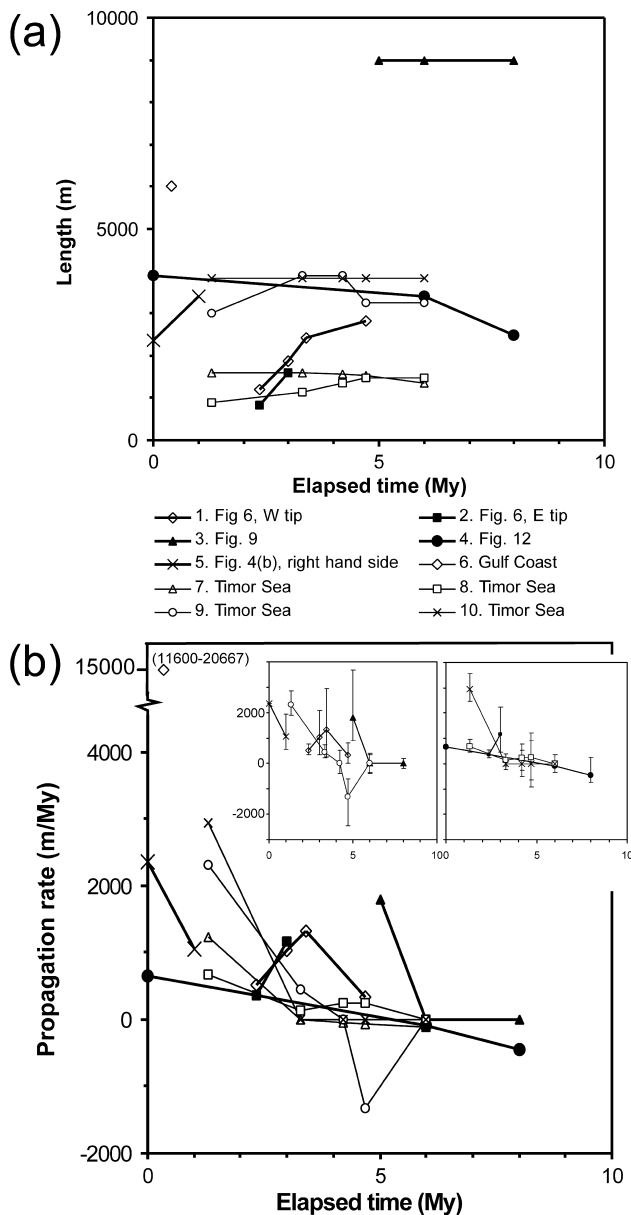 (a)
10000
5000
0
Length (m)
0 5 10
Elapsed time (My)
1. Fig 6, W tip
2. Fig. 6, E tip
3. Fig. 9
4. Fig. 12
5. Fig. 4(b), right hand side
6. Gulf Coast
7. Timor Sea
8. Timor Sea
9. Timor Sea
10. Timor Sea
(b)
15000
(11600-20667)
4000
2000
0
-2000
Propagation rate (m/My)
2000
0
-2000
0 5 10
0 5 10
0 5 10
Elapsed time (My)